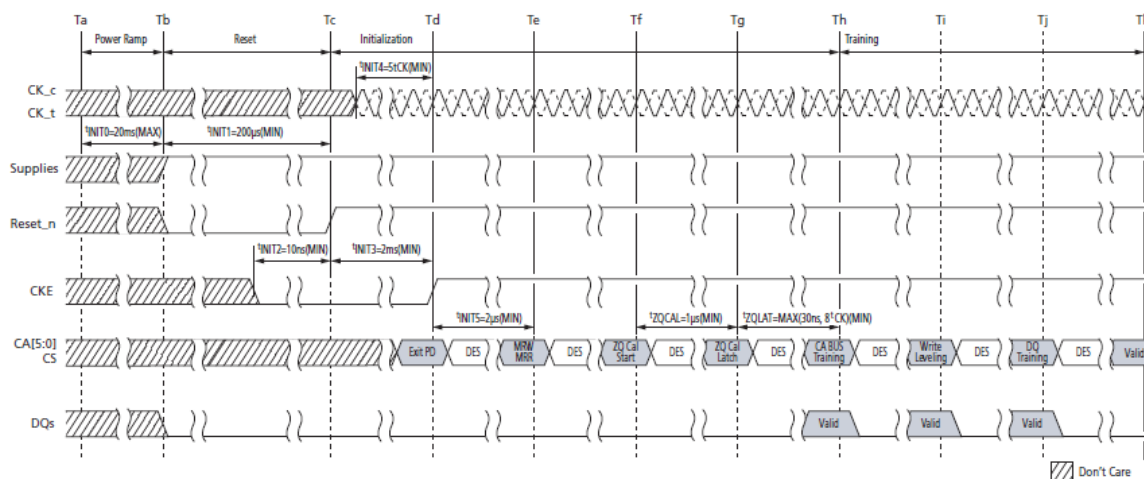 Ta Tb Tc Td Te Tf Tg Th Ti Tj
Power Ramp Reset Initialization Training
tINIT4=5tCK(MIN)
CK_c
CK_t
tINIT0=20ms(MAX) tINIT1=200µs(MIN)
Supplies
Reset_n
tINIT2=10ns(MIN) tINIT3=2ms(MIN)
CKE
tINIT5=2µs(MIN) tZQCAL=1µs(MIN) tZQLAT=MAX(30ns, 8tCK)(MIN)
CA[5:0]
CS
Exit PD DES MRW MRR DES ZQ Cal Start DES ZQ Cal Latch DES CA BUS Training DES Write Leveling DES DQ Training DES Valid
DQs Valid Valid Valid
Don't Care